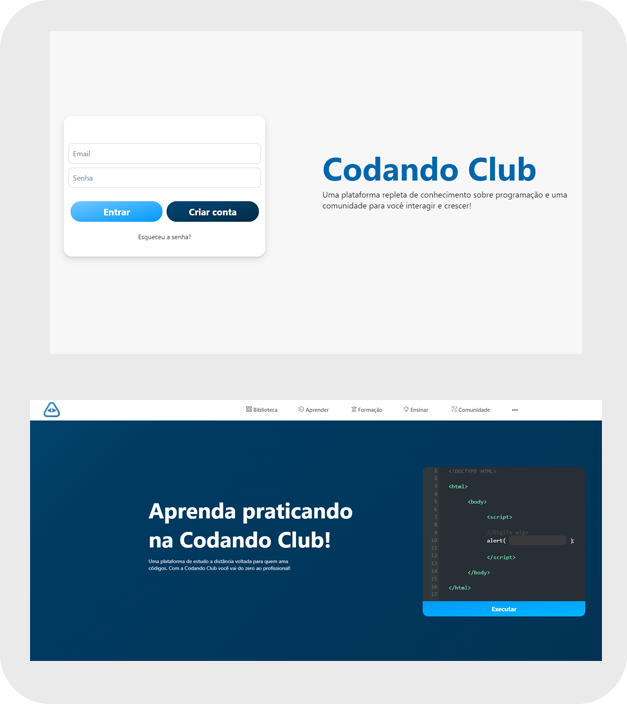 Email
Senha
Entrar
Criar conta
Esqueceu a senha?
Codando Club
Uma plataforma repleta de conhecimento sobre programação e uma
comunidade para você interagir e crescer!
Biblioteca
Aprender
Formação
Ensinar
Comunidade
Aprenda praticando
na Codando Club!
Uma plataforma de estudo a distância voltada para quem ama
códigos. Com a Codando Club você vai do zero ao profissional!
1 <!DOCTYPE HTML>
2
3 <html>
4
5 <body>
6
7 <script>
8
9 //Digite algo
10 alert( );
11
12 </script>
13
14 </body>
15
16 </html>
17
Executar